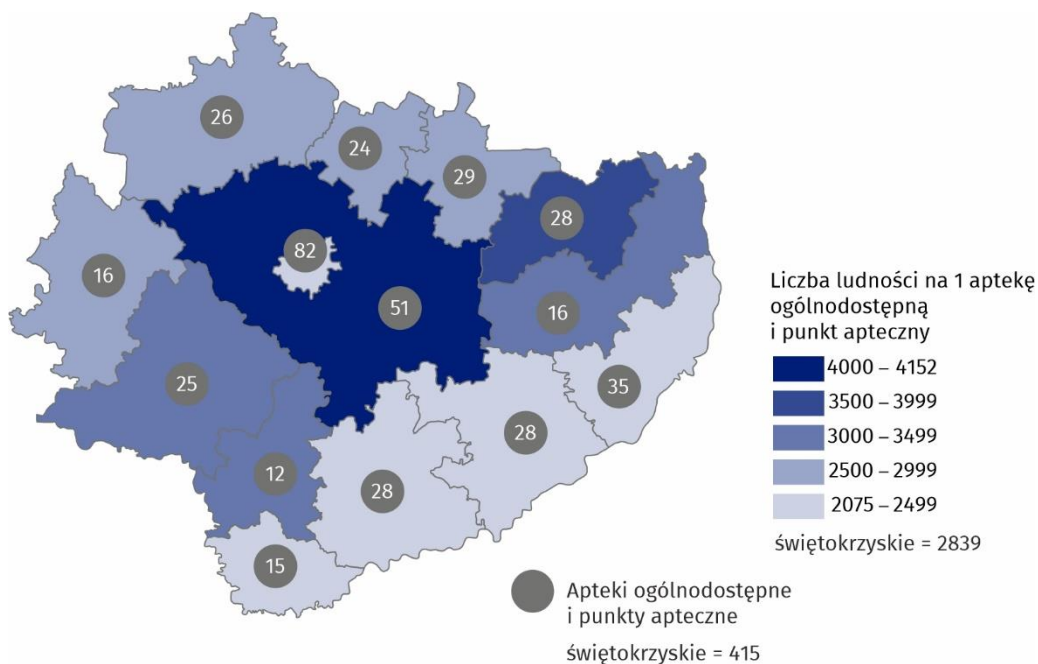 26
24
29
28
82
16
51
16
25
35
28
12
28
15
Liczba ludności na 1 aptekę
ogólnodostępną
i punkt apteczny
4000 – 4152
3500 – 3999
3000 – 3499
2500 – 2999
2075 – 2499
świętokrzyskie = 2839
Apteki ogólnodostępne
i punkty apteczne
świętokrzyskie = 415